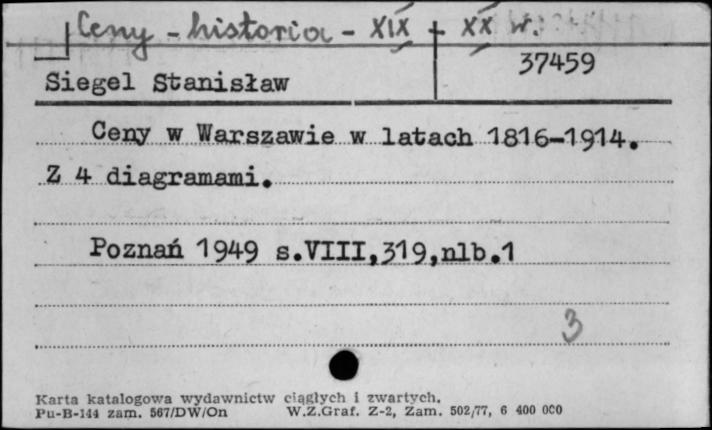 Ceny - historia - XIX - XX w.
37459
Siegel Stanisław
Ceny w Warszawie w latach 1816-1914.
Z 4 diagramami.
Poznań 1949 s.VIII,319,nlb.1
3
Karta katalogowa wydawnictw ciągłych i zwartych.
Pu-B-144 zam. 567/DW/On W.Z.Graf. Z-2, Zam. 502/77, 6 400 000